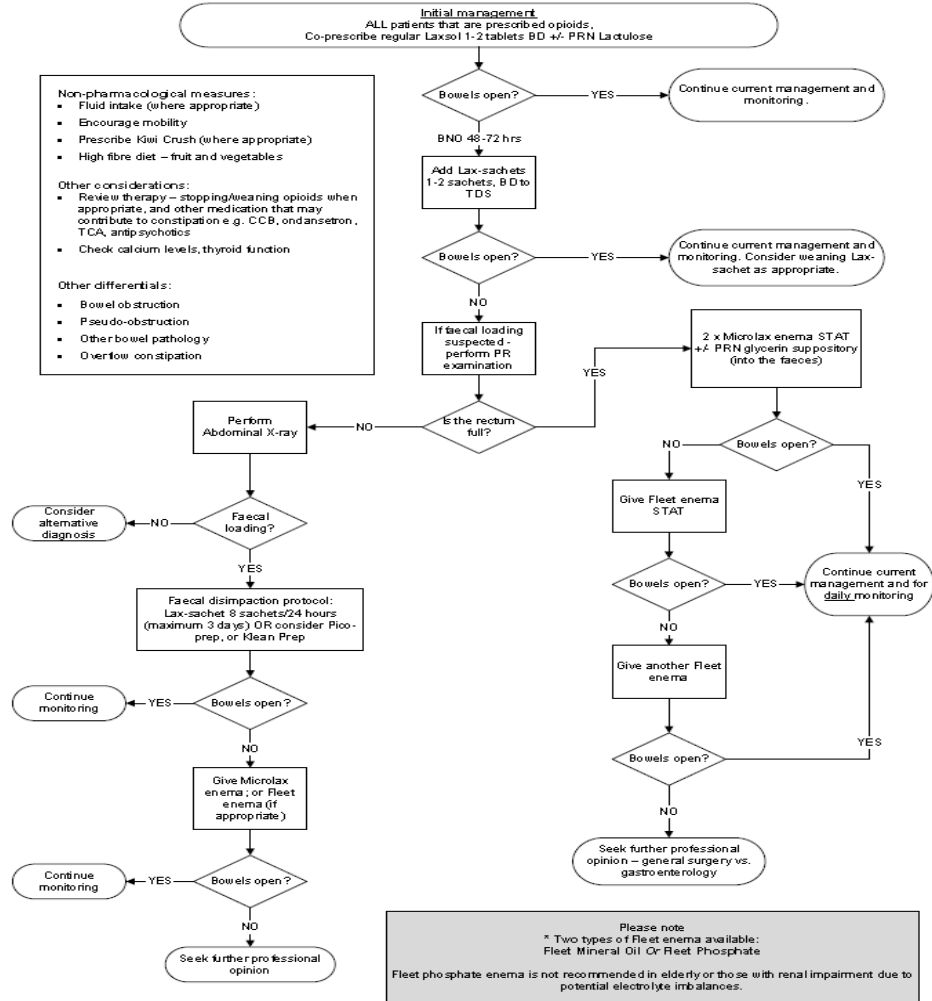 Initial management
ALL patients that are prescribed opioids,
Co-prescribe regular Laxsol 1-2 tablets BD +/- PRN Lactulose
Non-pharmacological measures:
▪ Fluid intake (where appropriate)
▪ Encourage mobility
▪ Prescribe Kiwi Crush (where appropriate)
▪ High fibre diet – fruit and vegetables
Other considerations:
▪ Review therapy – stopping/weaning opioids when
appropriate, and other medication that may
contribute to constipation e.g. CCB, ondansetron,
TCA, antipsychotics
▪ Check calcium levels, thyroid function
Other differentials:
▪ Bowel obstruction
▪ Pseudo-obstruction
▪ Other bowel pathology
▪ Overflow constipation
Bowels open?
YES
Continue current management and
monitoring.
BNO 48-72 hrs
Add Lax-sachets
1-2 sachets, BD to
TDS
Bowels open?
YES
Continue current management and
monitoring. Consider weaning Lax-
sachet as appropriate.
NO
If faecal loading
suspected -
perform PR
examination
YES
2 x Microlax enema STAT
+/- PRN glycerin suppository
(into the faeces)
Is the rectum
full?
NO
Perform
Abdominal X-ray
Bowels open?
NO
YES
Give Fleet enema
STAT
Faecal
loading?
NO
Consider
alternative
diagnosis
YES
Bowels open?
YES
Continue current
management and for
daily monitoring
NO
Faecal disimpaction protocol:
Lax-sachet 8 sachets/24 hours
(maximum 3 days) OR consider Pico-
prep, or Klean Prep
Give another Fleet
enema
Bowels open?
YES
Continue
monitoring
NO
Bowels open?
YES
NO
Give Microlax
enema; or Fleet
enema (if
appropriate)
Seek further professional
opinion – general surgery vs.
gastroenterology
Bowels open?
YES
Continue
monitoring
NO
Seek further professional
opinion
Please note
* Two types of Fleet enema available:
Fleet Mineral Oil Or Fleet Phosphate
Fleet phosphate enema is not recommended in elderly or those with renal impairment due to
potential electrolyte imbalances.